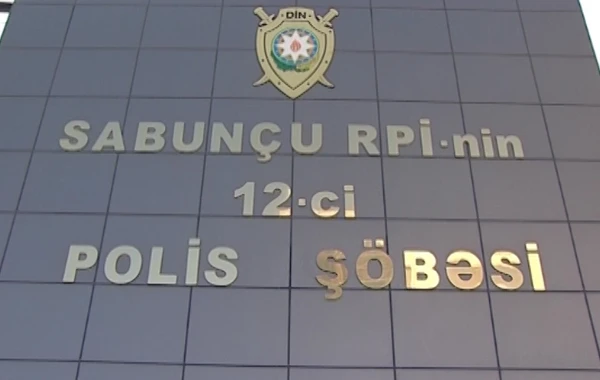 DİN
SABUNÇU RPİ-nin
12-ci
POLİS ŞÖBəSİ